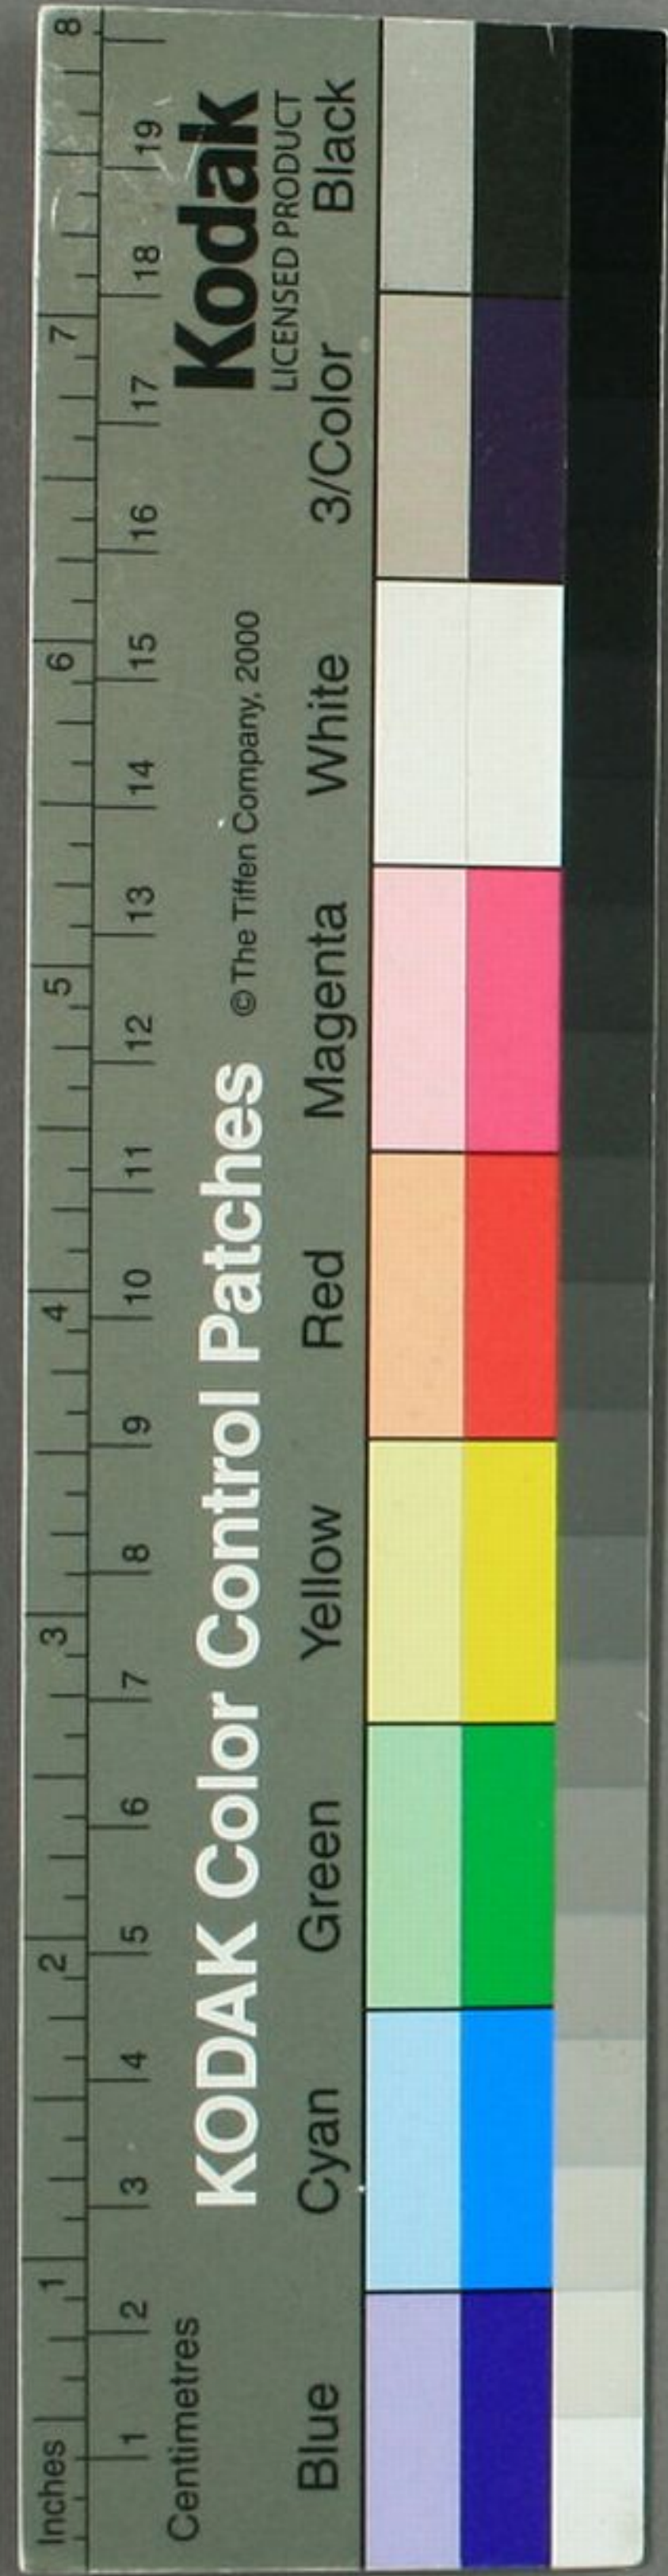 Inches 1 2 3 4 5 6 7 8
1 2 3 4 5 6 7 8 9 10 11 12 13 14 15 16 17 18 19
Centimetres
KODAK Color Control Patches © The Tiffen Company, 2000 Kodak
LICENSED PRODUCT
Blue Cyan Green Yellow Red Magenta White 3/Color Black